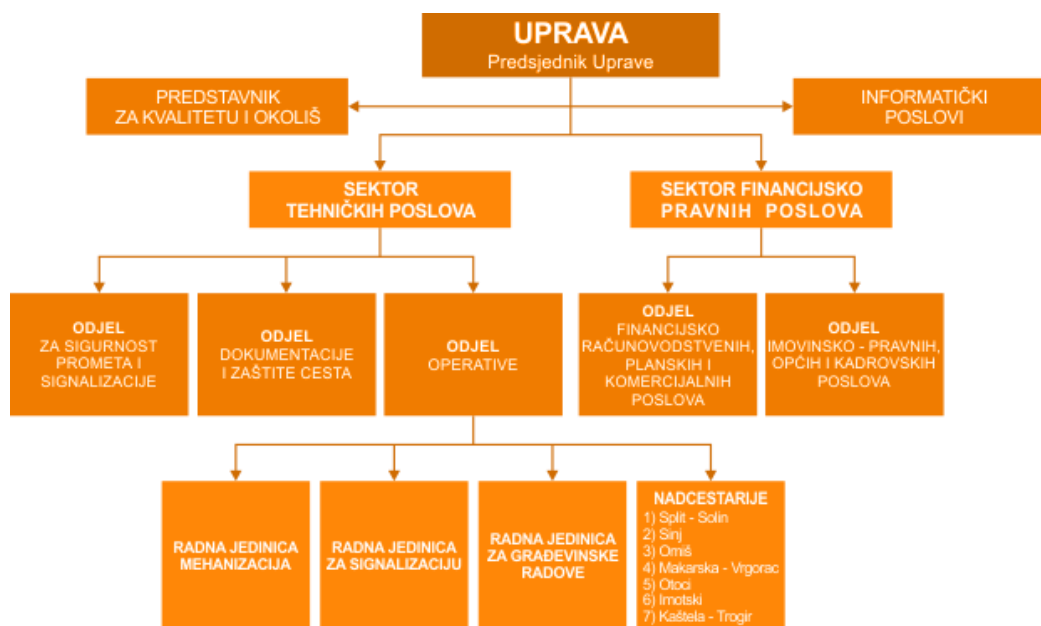 UPRAVA
Predsjednik Uprave
PREDSTAVNIK
ZA KVALITETU I OKOLIŠ
INFORMATIČKI
POSLOVI
SEKTOR
TEHNIČKIH POSLOVA
SEKTOR FINANCIJSKO
PRAVNIH POSLOVA
ODJEL
ZA SIGURNOST
PROMETA I
SIGNALIZACIJE
ODJEL
DOKUMENTACIJE
I ZAŠTITE CESTA
ODJEL
OPERATIVE
ODJEL
FINANCIJSKO
RAČUNOVODSTVENIH,
PLANSKIH I
KOMERCIJALNIH
POSLOVA
ODJEL
IMOVINSKO - PRAVNIH,
OPĆIH I KADROVSKIH
POSLOVA
RADNA JEDINICA
MEHANIZACIJA
RADNA JEDINICA
ZA SIGNALIZACIJU
RADNA JEDINICA
ZA GRAĐEVINSKE
RADOVE
NADCESTARIJE
1) Split - Solin
2) Sinj
3) Omiš
4) Makarska - Vrgorac
5) Otoci
6) Imotski
7) Kaštela - Trogir